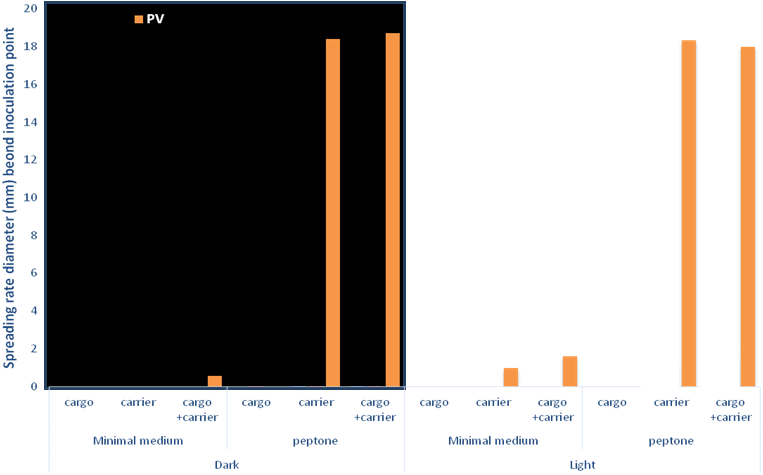 PV
Spreading rate diameter (mm) beond inoculation point
20
18
16
14
12
10
8
6
4
2
0
cargo carrier cargo +carrier cargo carrier cargo +carrier cargo carrier cargo +carrier cargo carrier cargo +carrier
Minimal medium peptone Minimal medium peptone
Dark Light